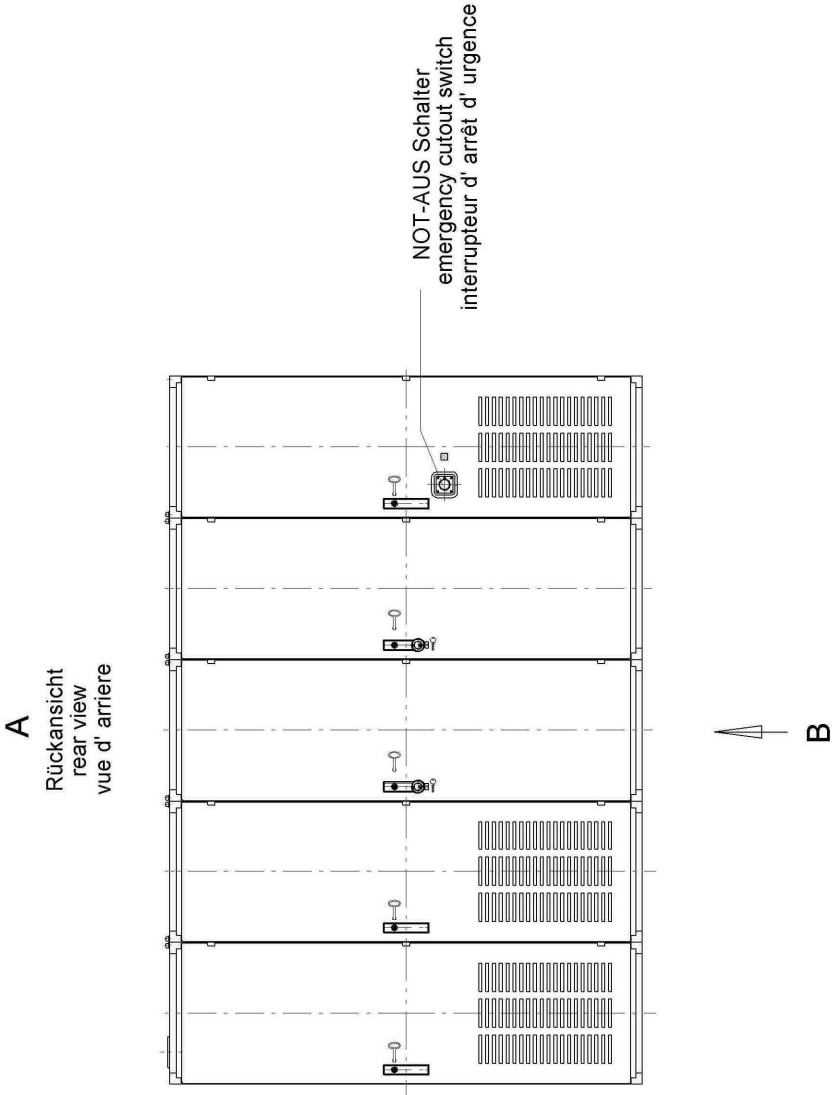 A
Rückansicht
rear view
vue d' arriere
NOT-AUS Schalter
emergency cutout switch
interrupteur d' arrêt d' urgence
B